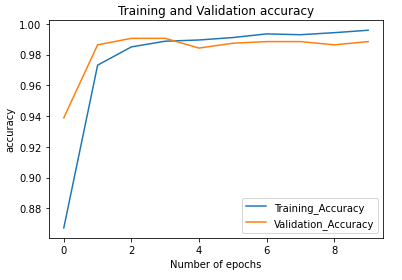 Training and Validation accuracy
1.00
0.98
0.96
0.94
0.92
0.90
0.88
accuracy
Training_Accuracy
Validation_Accuracy
0 2 4 6 8
Number of epochs